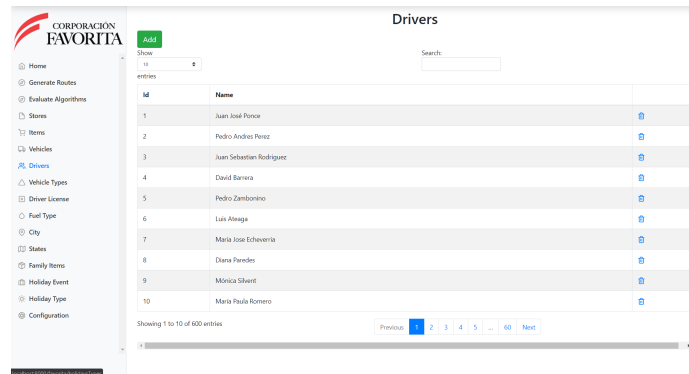 CORPORACIÓN
FAVORITA
Home
Generate Routes
Evaluate Algorithms
Stores
Items
Vehicles
Drivers
Vehicle Types
Driver License
Fuel Type
City
States
Family Items
Holiday Event
Holiday Type
Configuration
Drivers
Add
Show
10
entries
Search:
Id Name
1 Juan José Ponce
2 Pedro Andres Perez
3 Juan Sebastian Rodriguez
4 David Barrera
5 Pedro Zambonino
6 Luis Ateaga
7 Maria Jose Echeverria
8 Diana Paredes
9 Mónica Silvent
10 María Paula Romero
Showing 1 to 10 of 600 entries
Previous 1 2 3 4 5 ... 60 Next